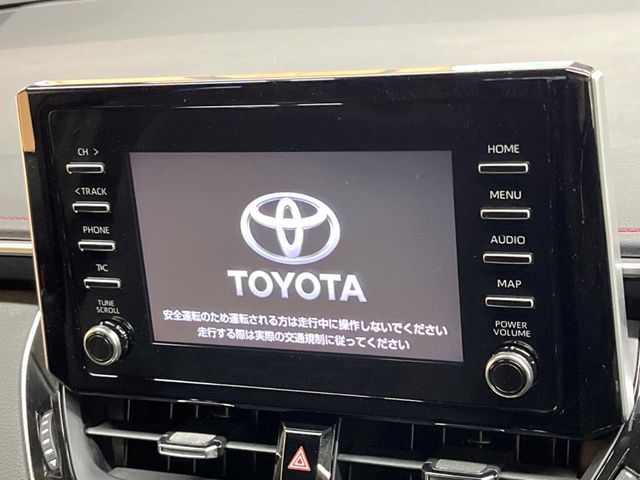 CH >
< TRACK
PHONE
T/C
TUNE
SCROLL
TOYOTA
安全運転のため運転される方は走行中に操作しないでください
走行する際は実際の交通規制に従ってください
HOME
MENU
AUDIO
MAP
POWER
VOLUME